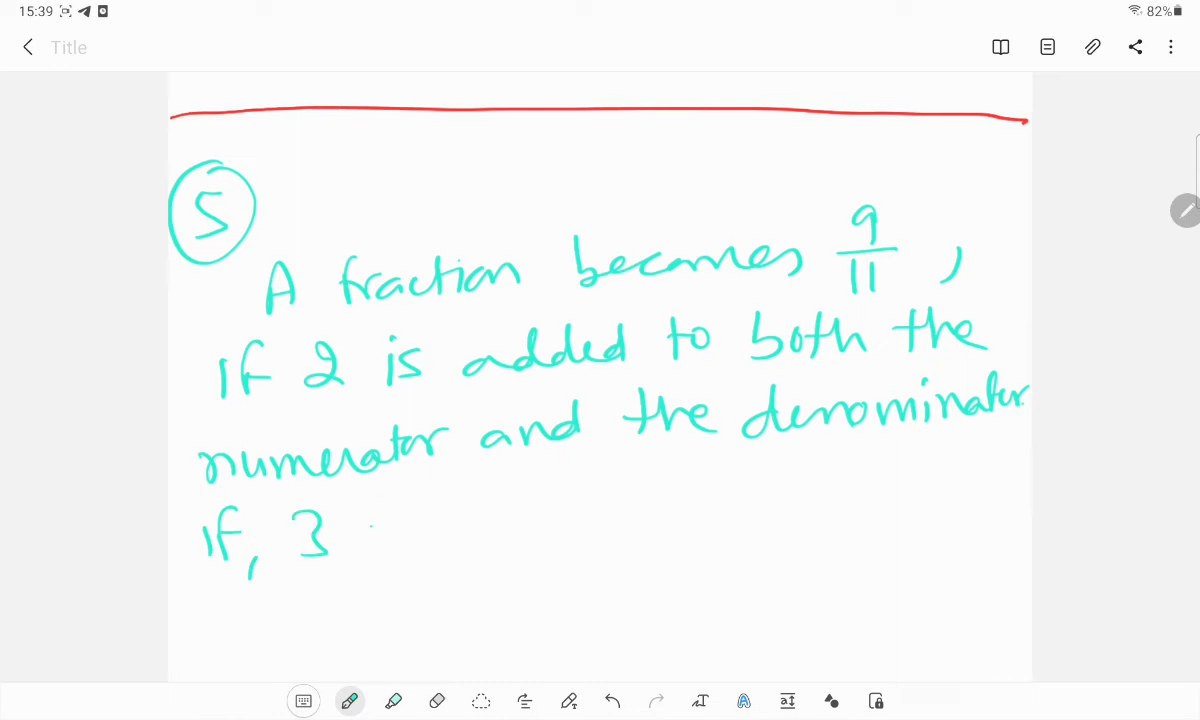 15:39 82%
Title
5
A fraction becomes 9/11,
if 2 is added to both the
numerator and the denominator
if, 3